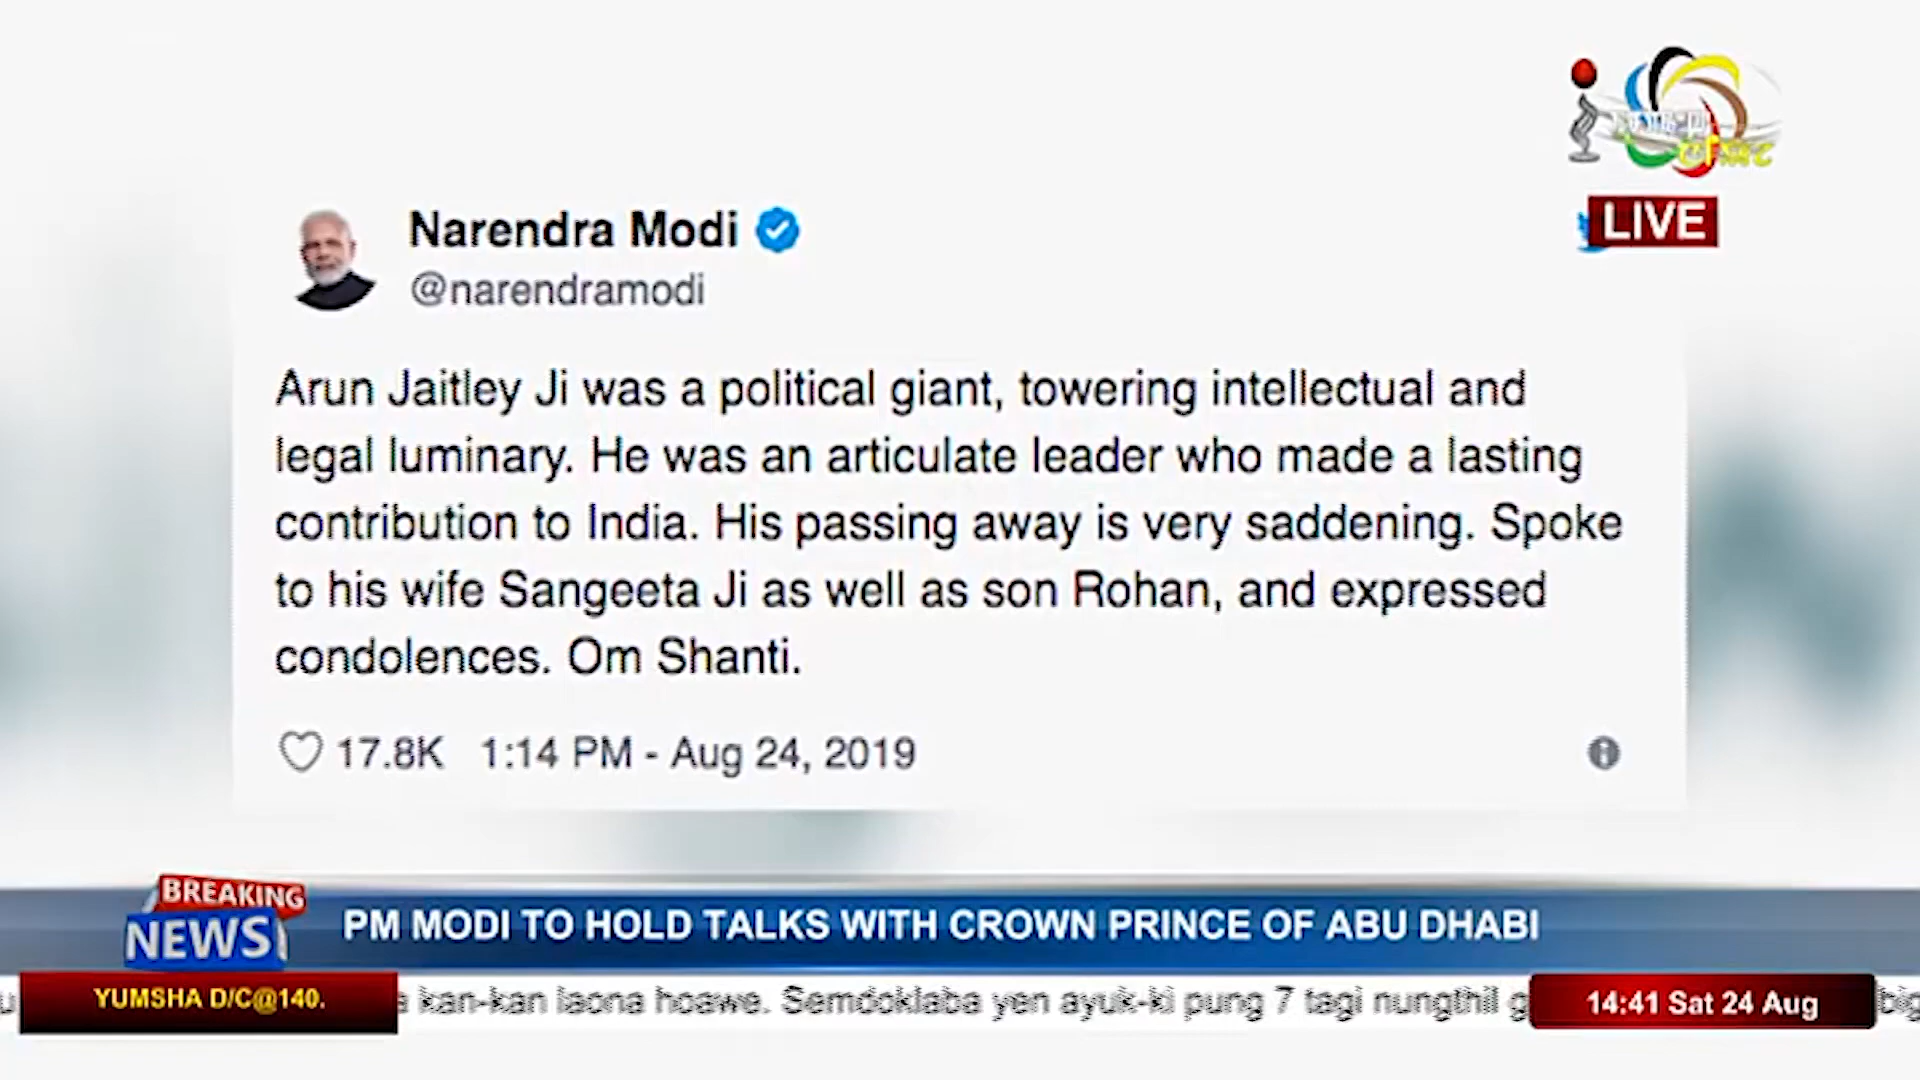 LIVE
Narendra Modi
@narendramodi
Arun Jaitley Ji was a political giant, towering intellectual and
legal luminary. He was an articulate leader who made a lasting
contribution to India. His passing away is very saddening. Spoke
to his wife Sangeeta Ji as well as son Rohan, and expressed
condolences. Om Shanti.
17.8K 1:14 PM - Aug 24, 2019
BREAKING
NEWS
PM MODI TO HOLD TALKS WITH CROWN PRINCE OF ABU DHABI
YUMSHA D/C@140.
kan-kan laona hoawe. Semdoklaba yen ayuk-ki pung 7 tagi nungthil
14:41 Sat 24 Aug